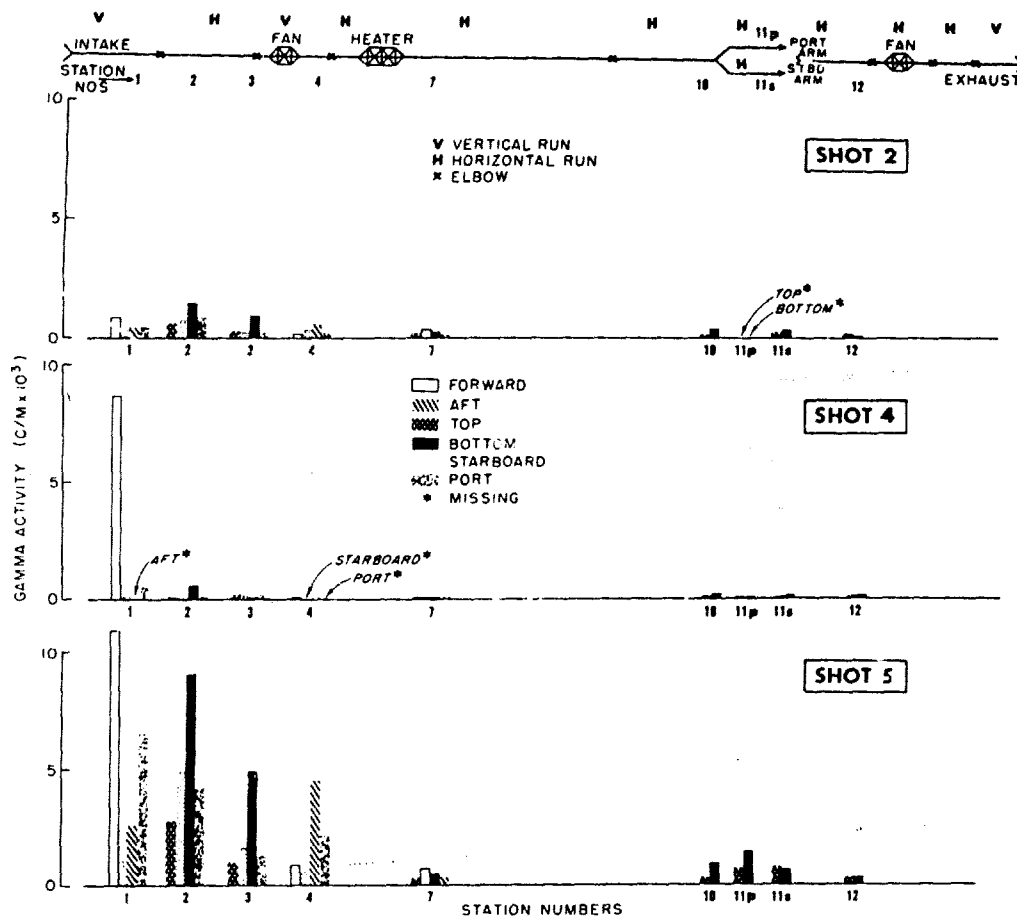 V H V H H H H H H H V
11p
INTAKE FAN HEATER PORT ARM FAN
H STBD ARM
STATION NOS 1 2 3 4 7 10 11s 12 EXHAUST
10
V VERTICAL RUN
H HORIZONTAL RUN
x ELBOW
SHOT 2
5
TOP*
BOTTOM*
0
1 2 3 4 7 10 11p 11s 12
10
FORWARD
AFT
TOP
BOTTOM
STARBOARD
PORT
* MISSING
SHOT 4
GAMMA ACTIVITY (C/M x 10³)
5
AFT*
STARBOARD*
PORT*
0
1 2 3 4 7 10 11p 11s 12
SHOT 5
10
5
0
1 2 3 4 7 10 11p 11s 12
STATION NUMBERS